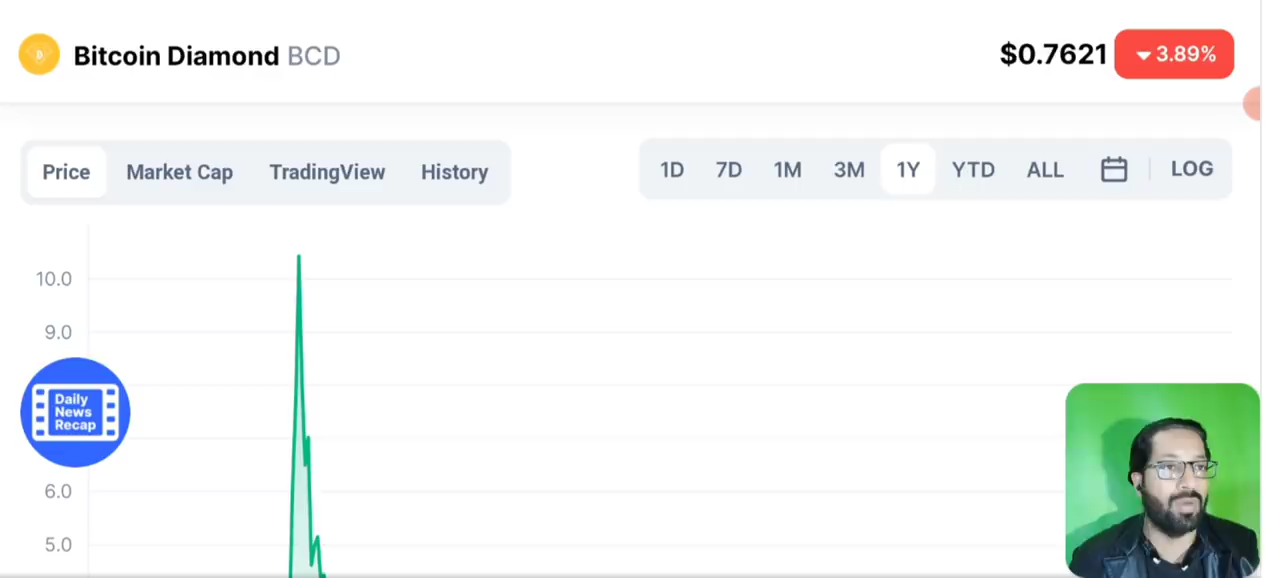 Bitcoin Diamond BCD
$0.7621 3.89%
Price Market Cap TradingView History
1D 7D 1M 3M 1Y YTD ALL LOG
10.0
9.0
Daily
News
Recap
6.0
5.0